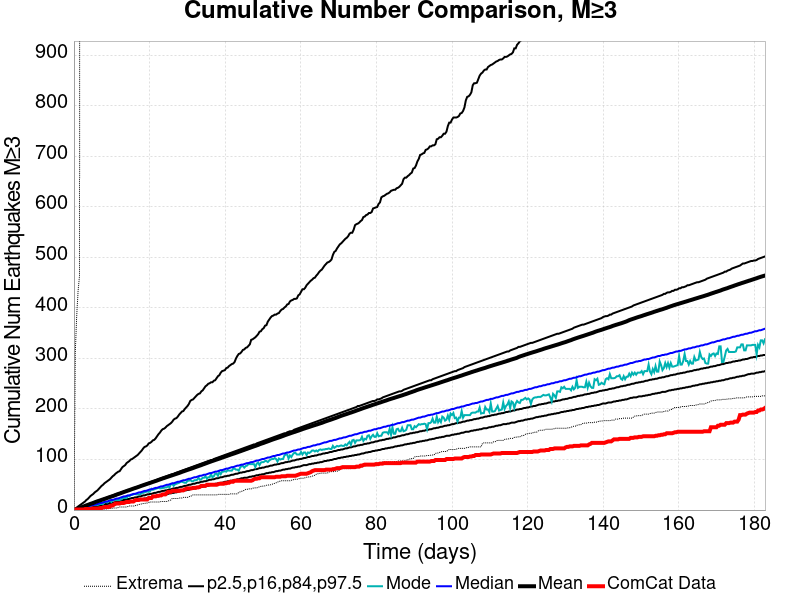 Cumulative Number Comparison, M≥3
Cumulative Num Earthquakes M≥3
900
800
700
600
500
400
300
200
100
0
0 20 40 60 80 100 120 140 160 180
Time (days)
Extrema p2.5,p16,p84,p97.5 Mode Median Mean ComCat Data